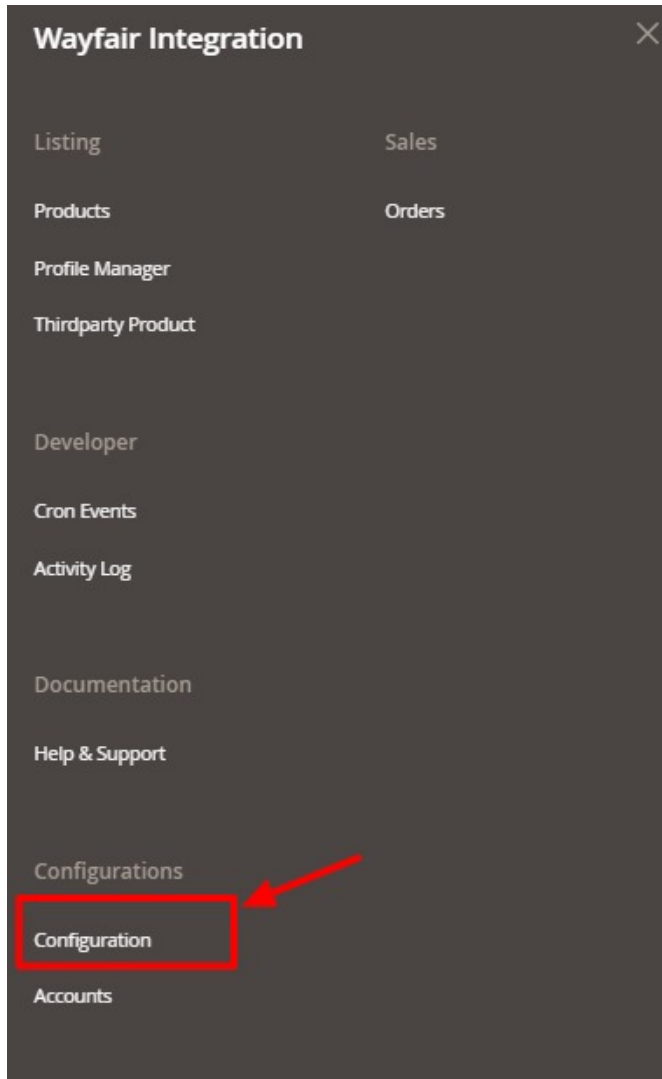 Wayfair Integration
Listing
Sales
Products
Orders
Profile Manager
Thirdparty Product
Developer
Cron Events
Activity Log
Documentation
Help & Support
Configurations
Configuration
Accounts